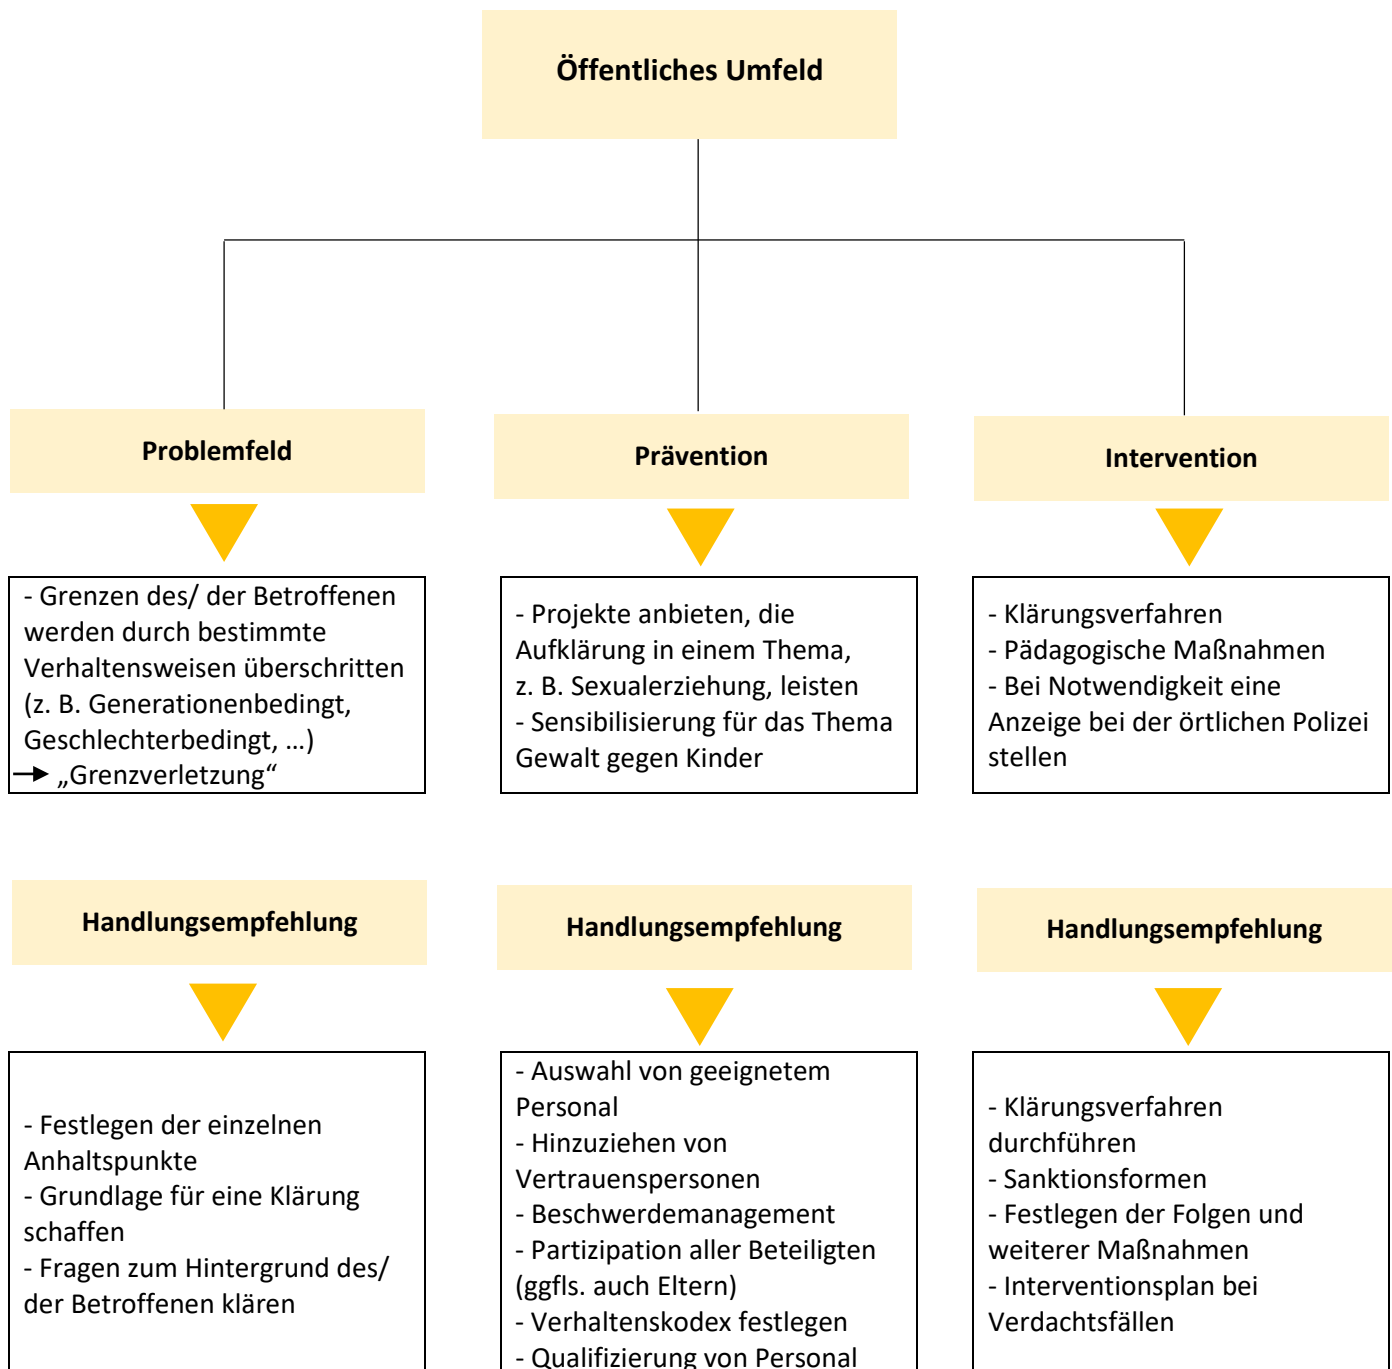 Öffentliches Umfeld
Problemfeld
Prävention
Intervention
- Grenzen des/ der Betroffenen
werden durch bestimmte
Verhaltensweisen überschritten
(z. B. Generationenbedingt,
Geschlechterbedingt, …)
„Grenzverletzung“
- Projekte anbieten, die
Aufklärung in einem Thema,
z. B. Sexualerziehung, leisten
- Sensibilisierung für das Thema
Gewalt gegen Kinder
- Klärungsverfahren
- Pädagogische Maßnahmen
- Bei Notwendigkeit eine
Anzeige bei der örtlichen Polizei
stellen
Handlungsempfehlung
Handlungsempfehlung
Handlungsempfehlung
- Festlegen der einzelnen
Anhaltspunkte
- Grundlage für eine Klärung
schaffen
- Fragen zum Hintergrund des/
der Betroffenen klären
- Auswahl von geeignetem
Personal
- Hinzuziehen von
Vertrauenspersonen
- Beschwerdemanagement
- Partizipation aller Beteiligten
(ggfls. auch Eltern)
- Verhaltenskodex festlegen
- Qualifizierung von Personal
- Klärungsverfahren
durchführen
- Sanktionsformen
- Festlegen der Folgen und
weiterer Maßnahmen
- Interventionsplan bei
Verdachtsfällen